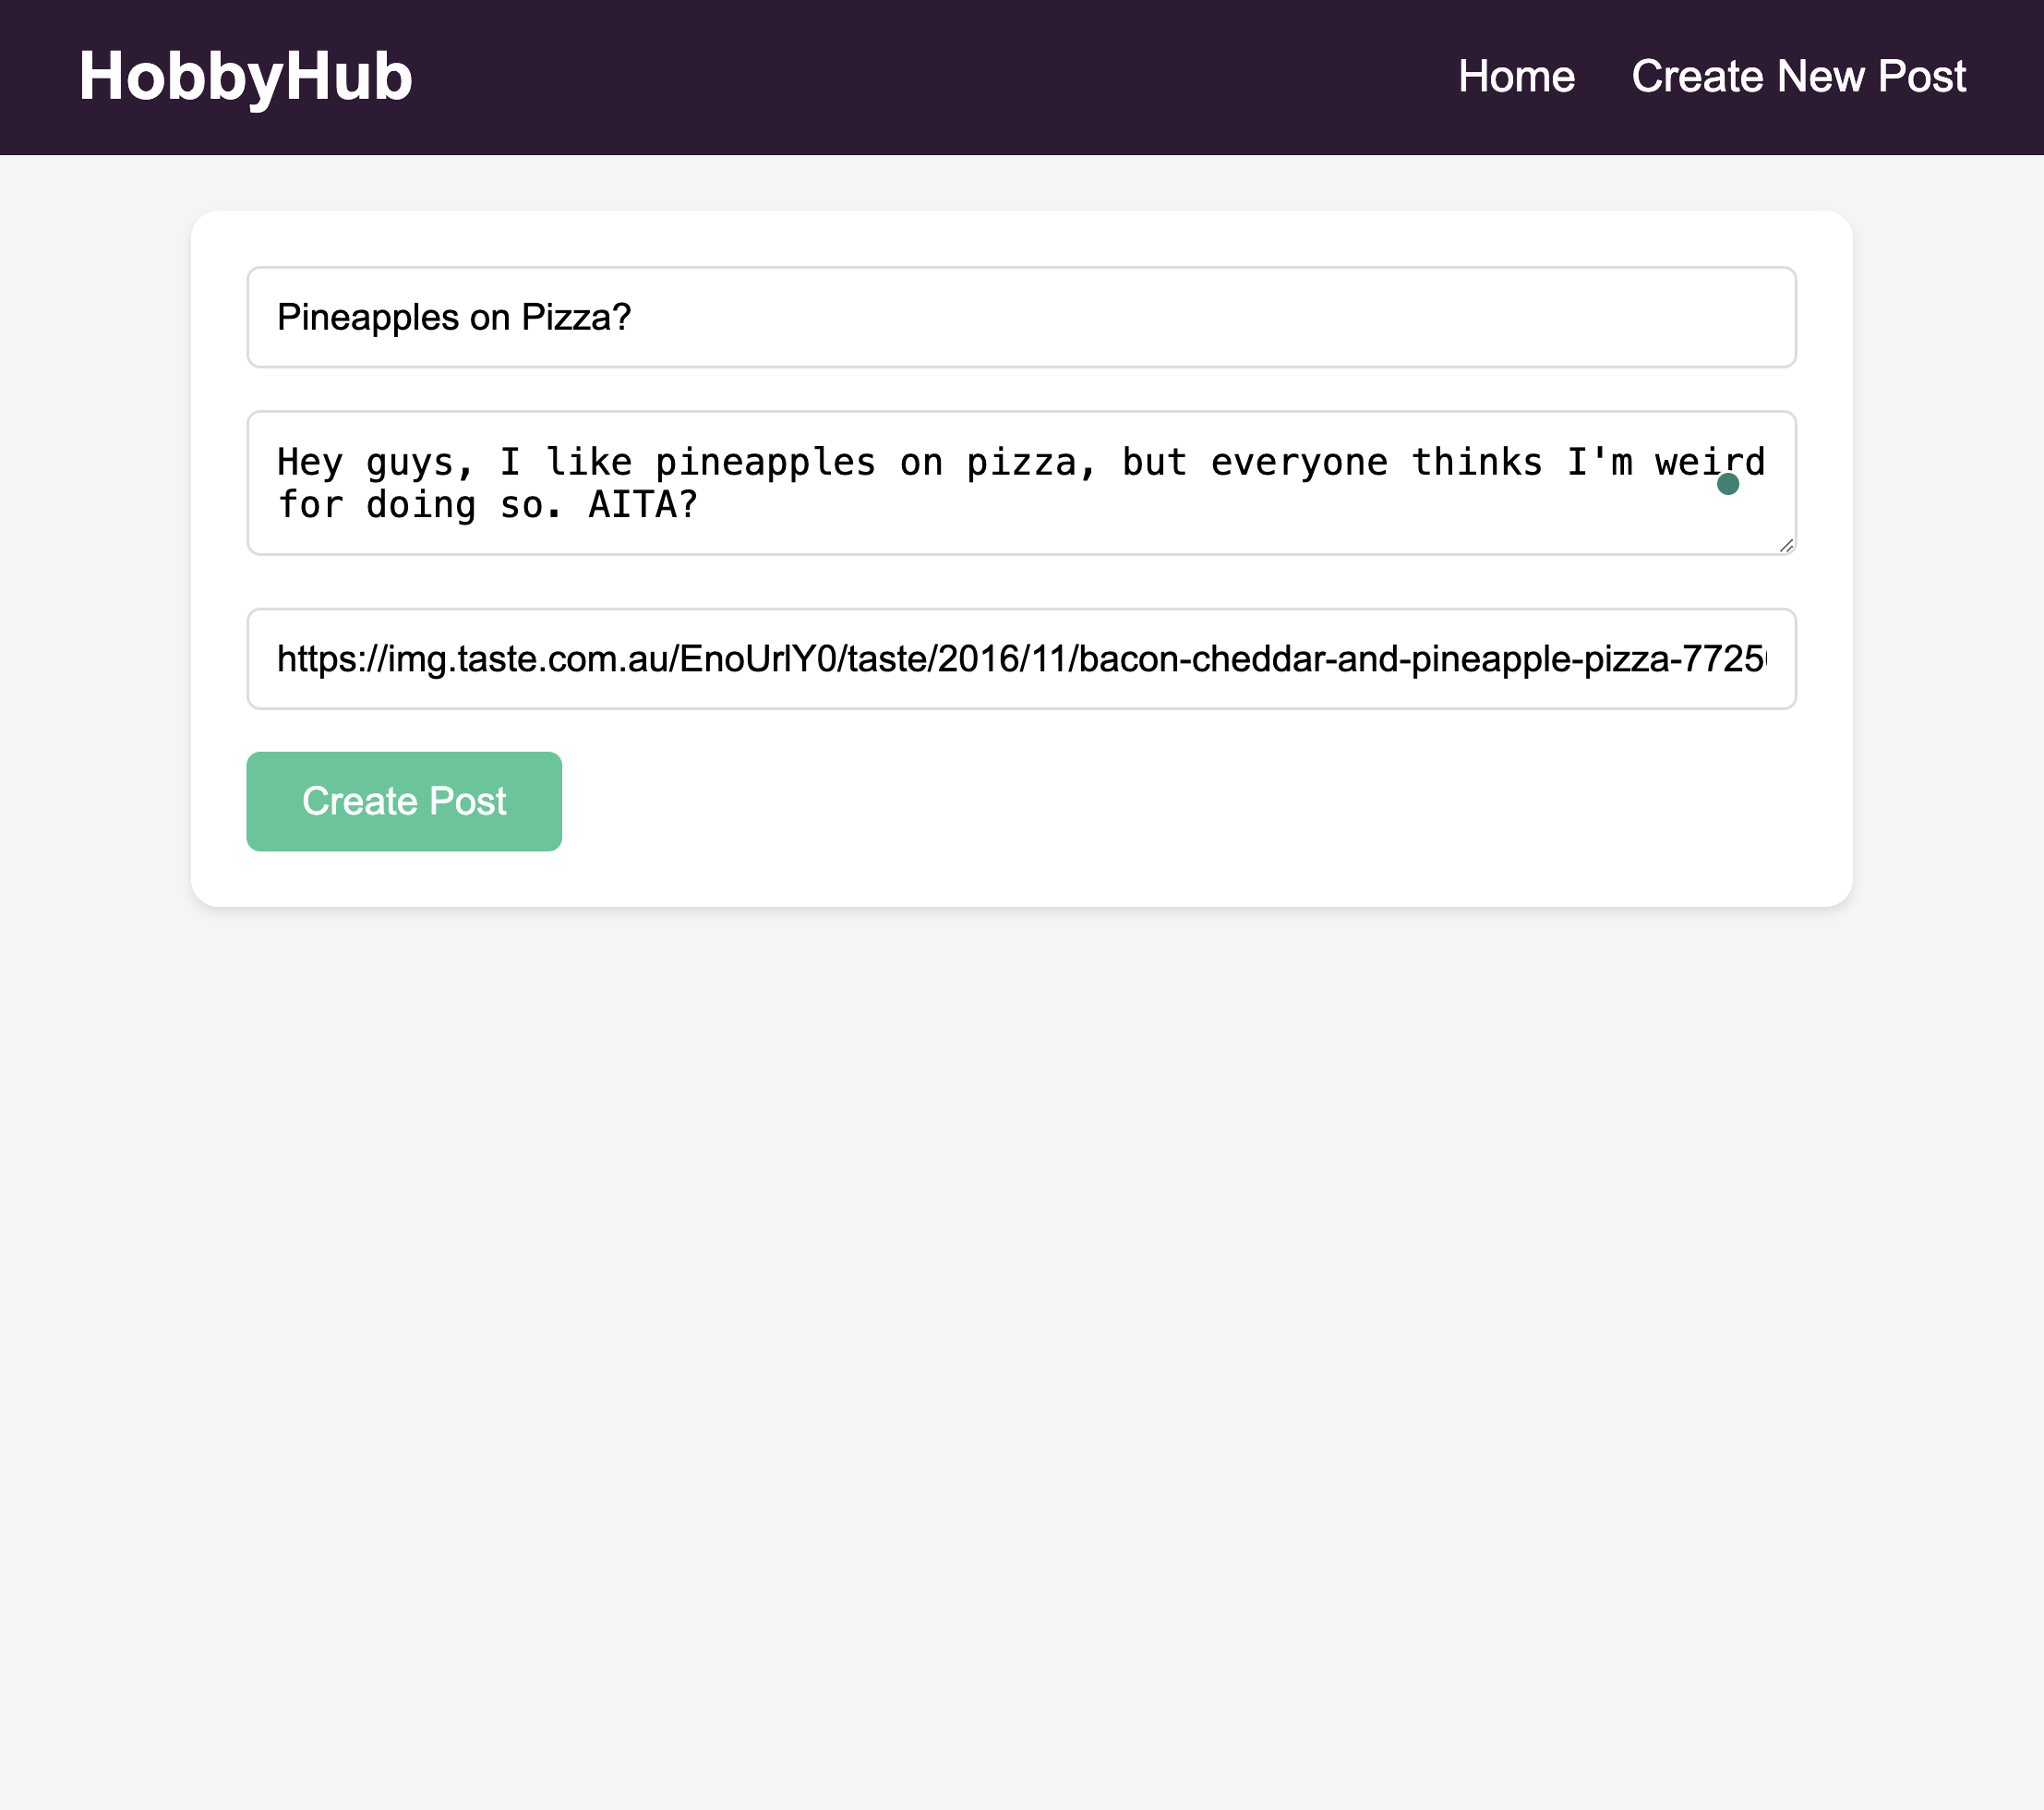 HobbyHub
Home
Create New Post
Pineapples on Pizza?
Hey guys, I like pineapples on pizza, but everyone thinks I'm weird
for doing so. AITA?
https://img.taste.com.au/EnoUrlY0/taste/2016/11/bacon-cheddar-and-pineapple-pizza-7725
Create Post